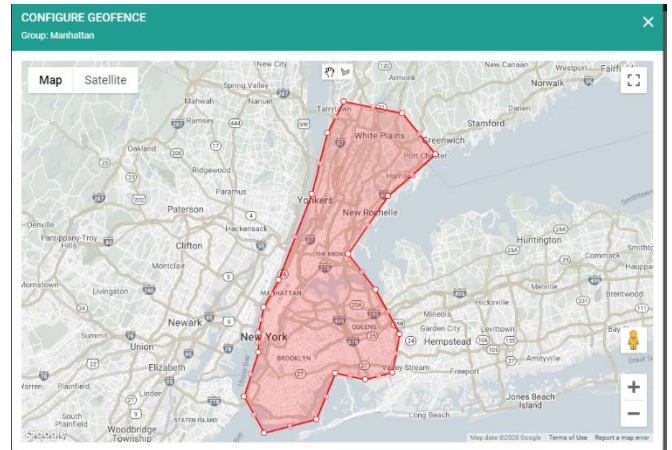 CONFIGURE GEOFENCE
Group: Manhattan
Map
Satellite
New City
Armonk
New Canaan
Westport
Norwalk
Spring Valley
Mahwah
Nanuet
Tarrytown
Darien
Stamford
Ramsey
White Plains
Greenwich
Oakland
Port Chester
Ridgewood
Harrison
Paramus
Yonkers
Paterson
New Rochelle
Hackensack
Denville
Parsippany-Troy Hills
Clifton
Huntington
Commack
Montclair
THE BRONX
Morristown
Livingston
MANHATTAN
Melville
Brentwood
Hicksville
Newark
Mineola
QUEENS
Garden City
Levittown
Summit
New York
Hempstead
Union
BROOKLYN
Amityville
Elizabeth
Valley Stream
Freeport
Warren
Plainfield
Linden
Jones Beach Island
South Plainfield
STATEN ISLAND
Long Beach
Woodbridge Township
Google
Map data ©2020 Google
Terms of Use
Report a map error